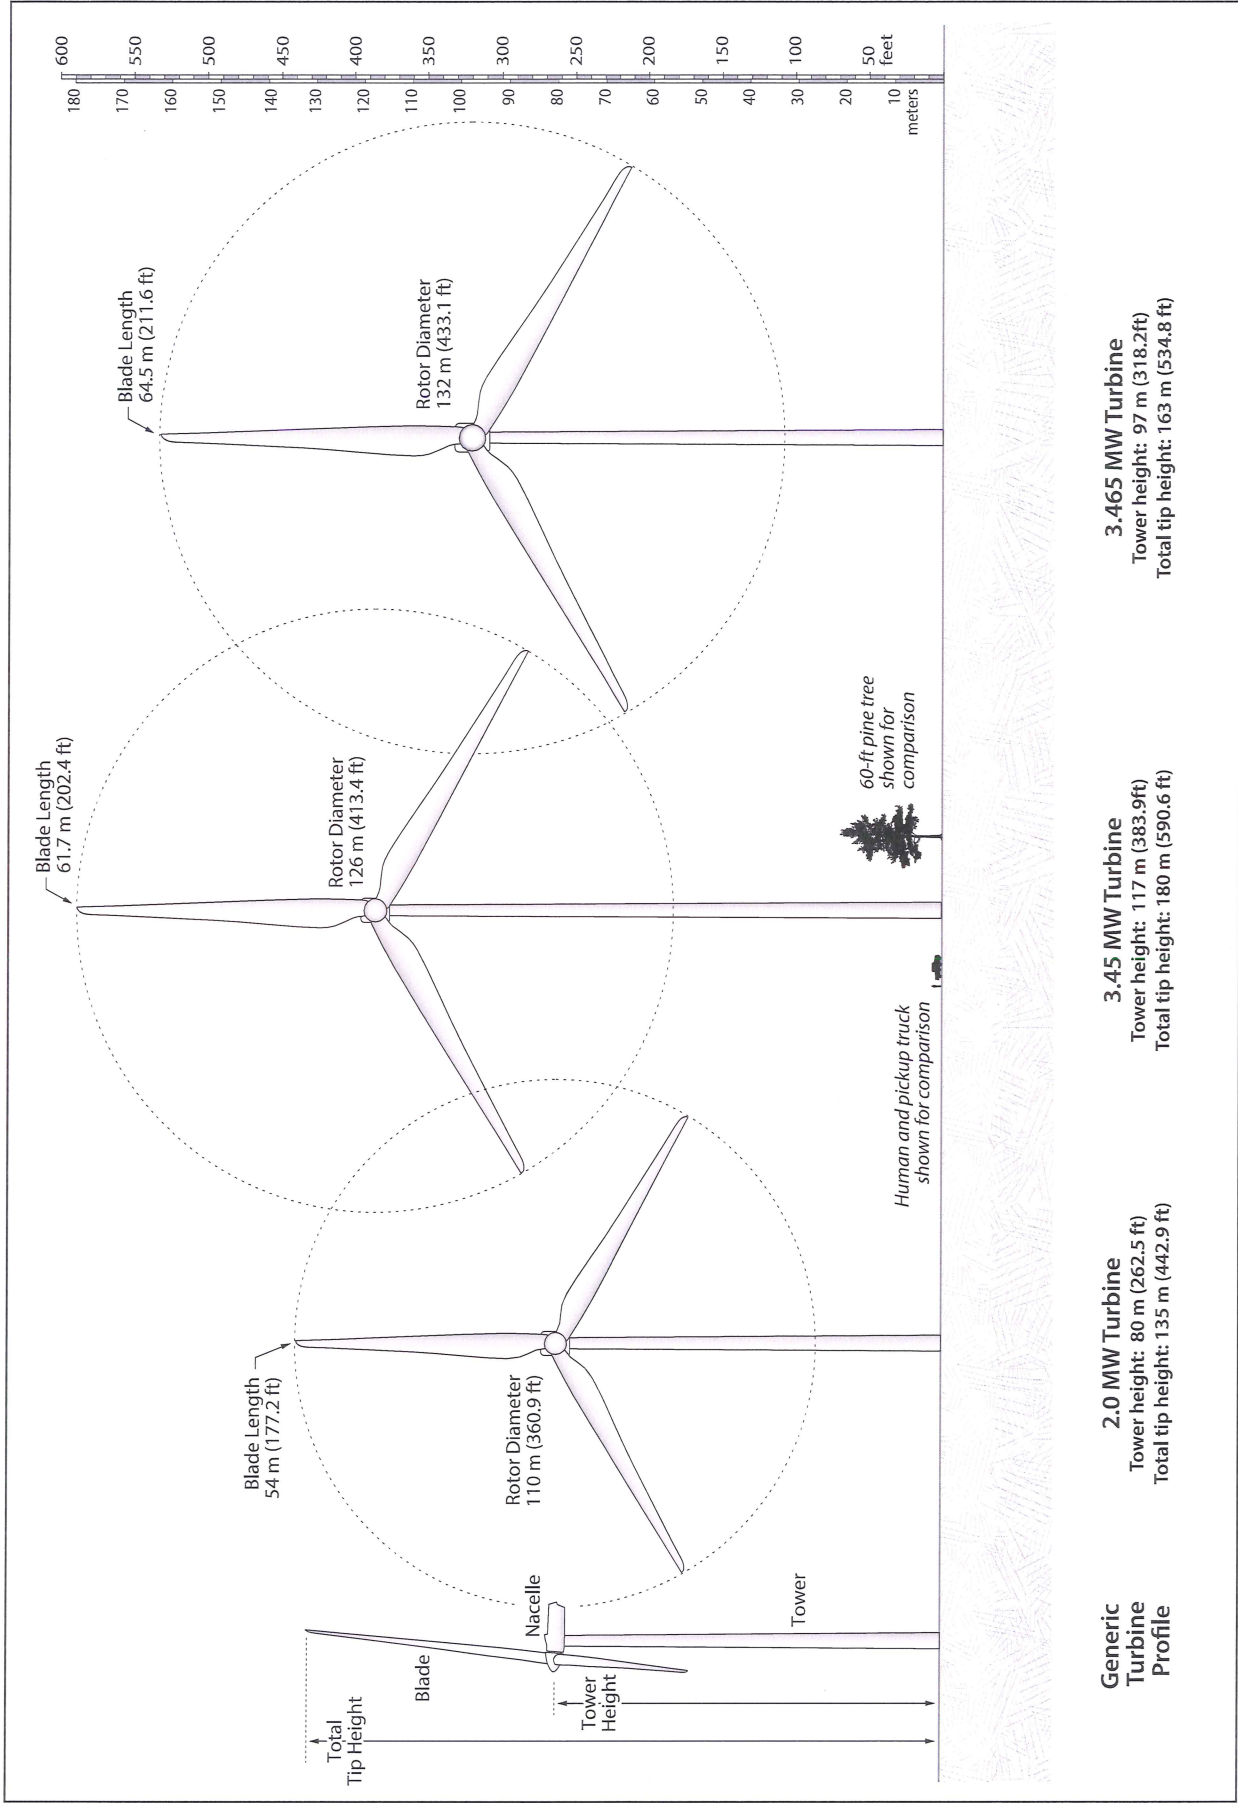 Total
Tip Height
Tower
Height
Blade
Nacelle
Tower
Blade Length
54 m (177.2 ft)
Rotor Diameter
110 m (360.9 ft)
Blade Length
61.7 m (202.4 ft)
Rotor Diameter
126 m (413.4 ft)
Human and pickup truck
shown for comparison
60-ft pine tree
shown for
comparison
Blade Length
64.5 m (211.6 ft)
Rotor Diameter
132 m (433.1 ft)
180
170
160
150
140
130
120
110
100
90
80
70
60
50
40
30
20
10
meters
600
550
500
450
400
350
300
250
200
150
100
50
feet
Generic
Turbine
Profile
2.0 MW Turbine
Tower height: 80 m (262.5 ft)
Total tip height: 135 m (442.9 ft)
3.45 MW Turbine
Tower height: 117 m (383.9ft)
Total tip height: 180 m (590.6 ft)
3.465 MW Turbine
Tower height: 97 m (318.2ft)
Total tip height: 163 m (534.8 ft)